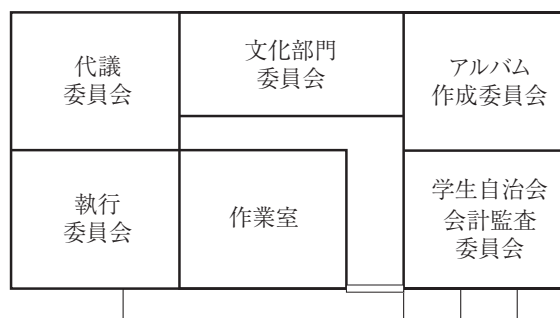 代議
委員会
文化部門
委員会
アルバム
作成委員会
執行
委員会
作業室
学生自治会
会計監査
委員会